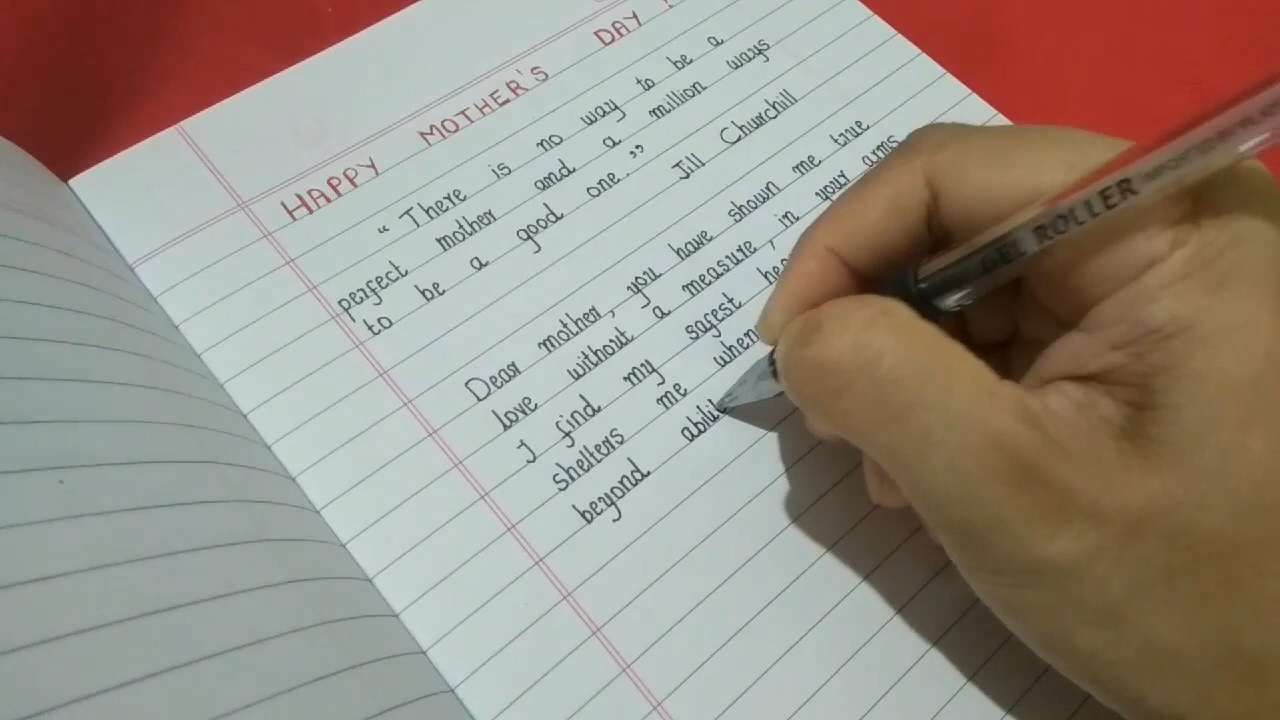 HAPPY MOTHER'S DAY !
“ There is no way to be a
perfect mother and a million ways
to be a good one.”
Jill Churchill
Dear mother, you have shown me true
love without a measure, in your arms
I find my safest
shelters me when
beyond
GEL ROLLER